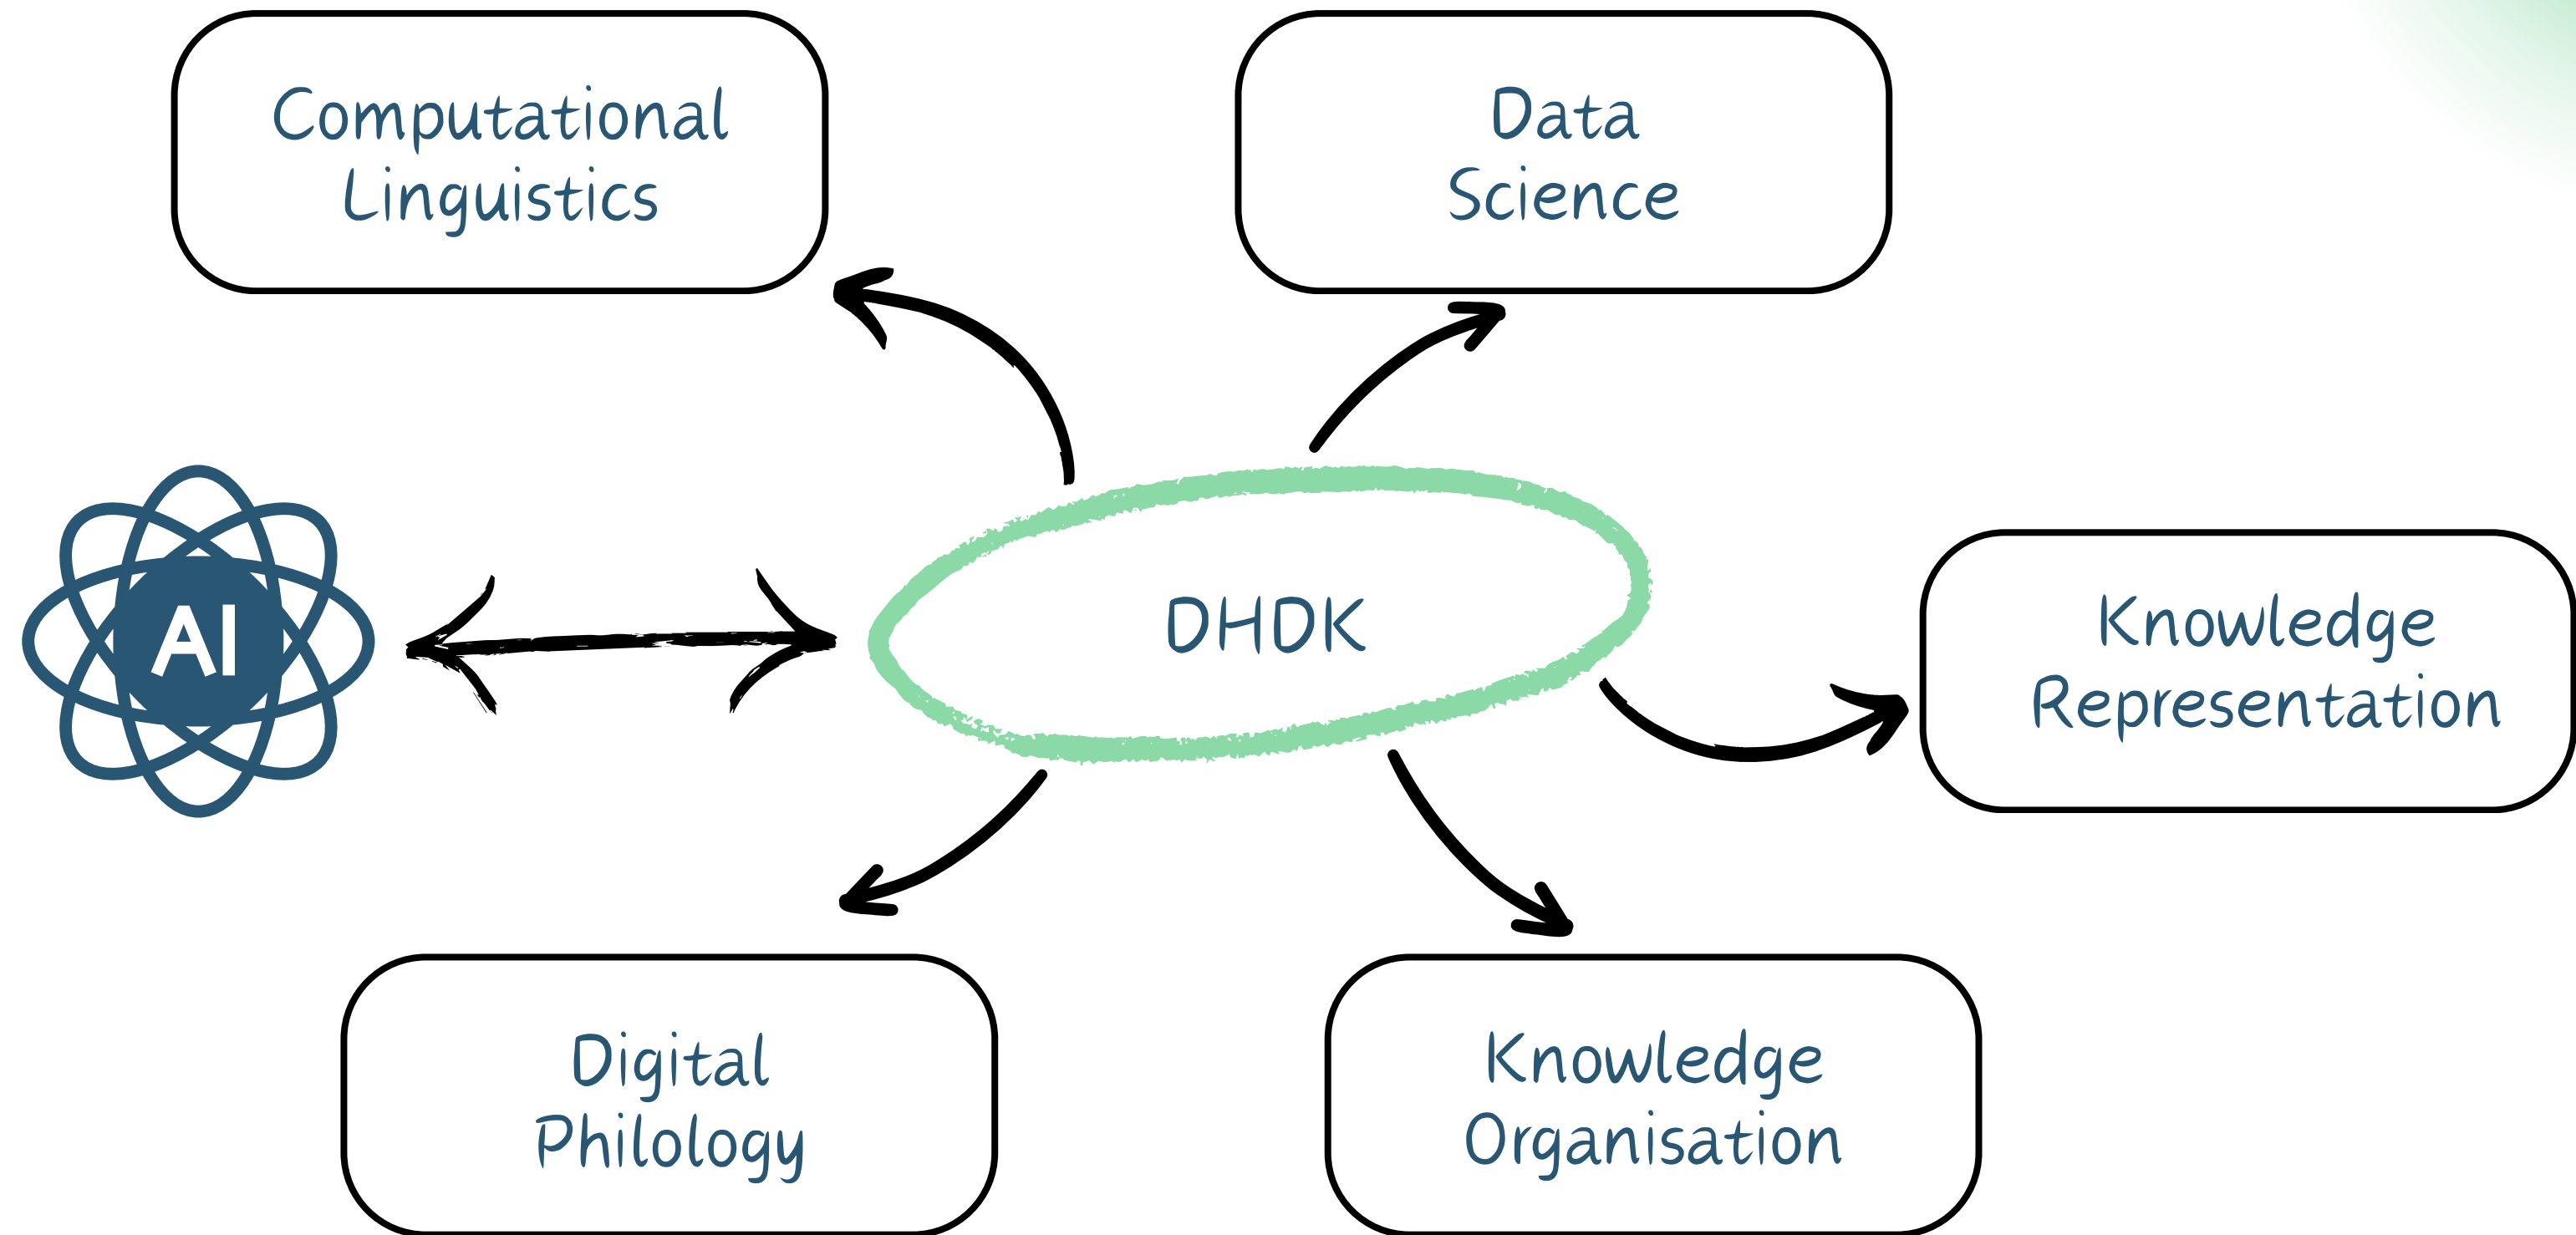 Computational
Linguistics
Data
Science
AI
DHDK
Knowledge
Representation
Digital
Philology
Knowledge
Organisation